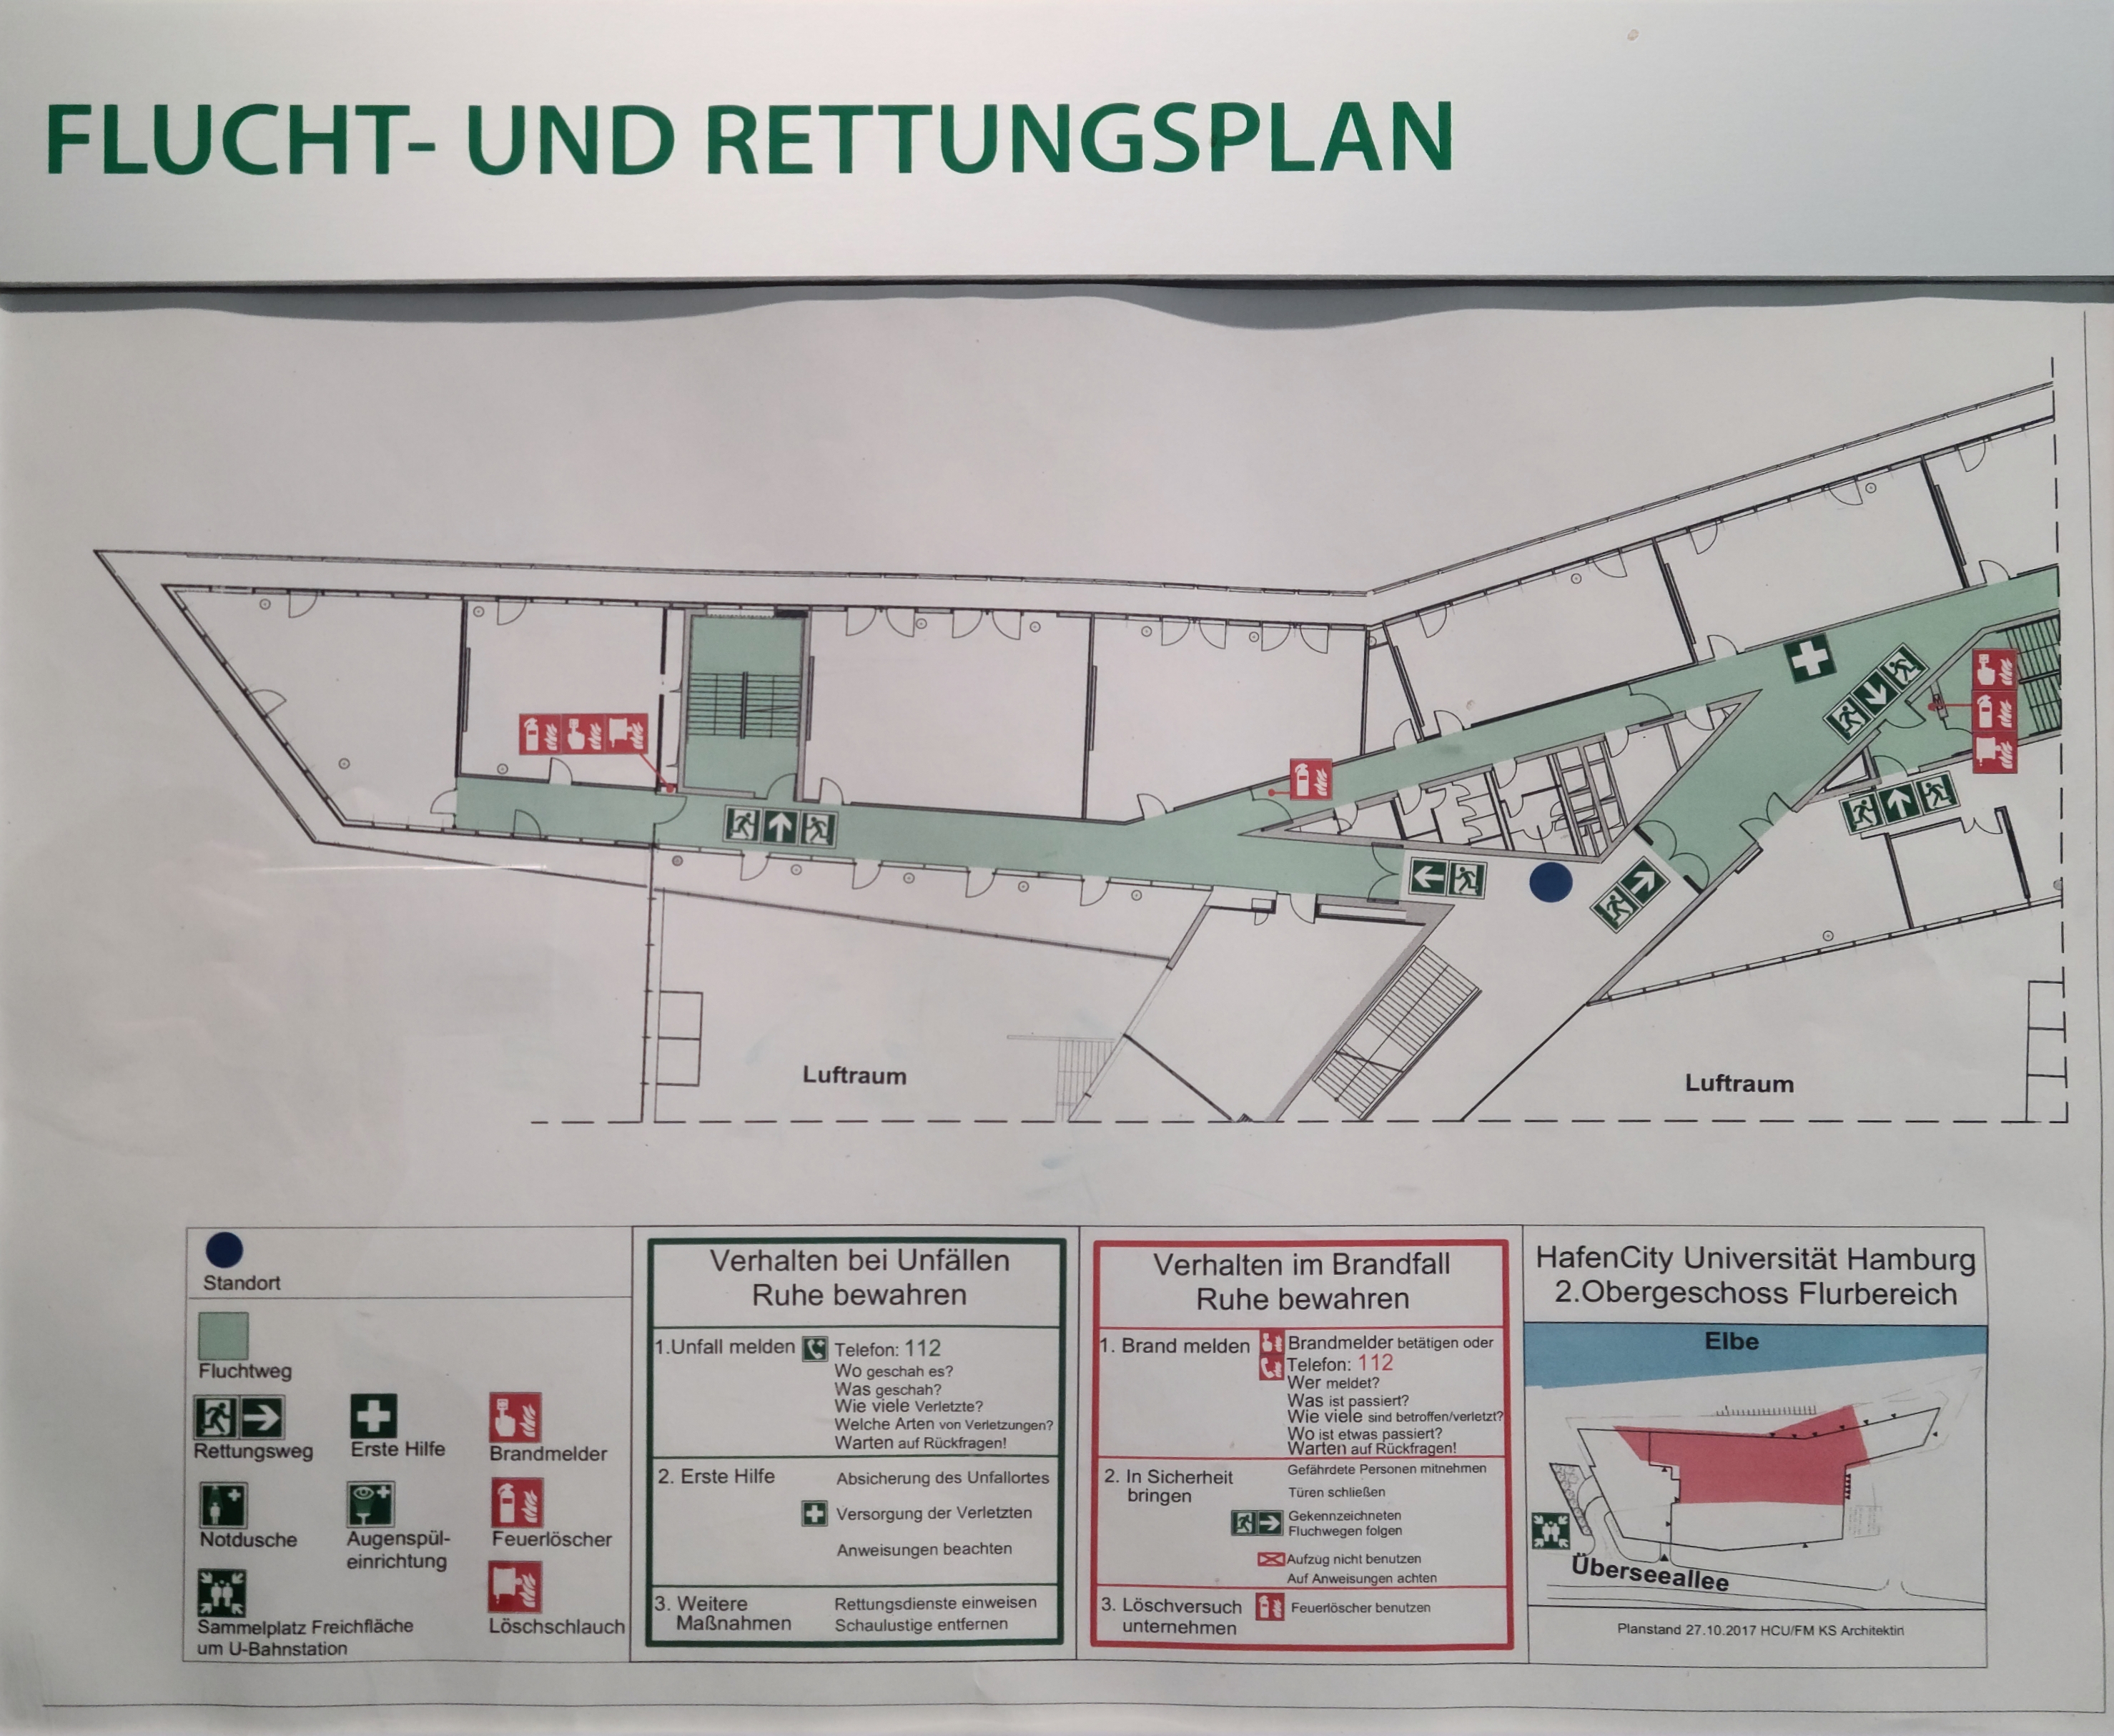 FLUCHT- UND RETTUNGSPLAN
Luftraum
Luftraum
Standort
Fluchtweg
Rettungsweg
Erste Hilfe
Brandmelder
Notdusche
Augenspül-
einrichtung
Feuerlöscher
Sammelplatz Freichfläche
um U-Bahnstation
Löschschlauch
Verhalten bei Unfällen
Ruhe bewahren
1.Unfall melden Telefon: 112
Wo geschah es?
Was geschah?
Wie viele Verletzte?
Welche Arten von Verletzungen?
Warten auf Rückfragen!
2. Erste Hilfe Absicherung des Unfallortes
Versorgung der Verletzten
Anweisungen beachten
3. Weitere Rettungsdienste einweisen
Maßnahmen Schaulustige entfernen
Verhalten im Brandfall
Ruhe bewahren
1. Brand melden Brandmelder betätigen oder
Telefon: 112
Wer meldet?
Was ist passiert?
Wie viele sind betroffen/verletzt?
Wo ist etwas passiert?
Warten auf Rückfragen!
2. In Sicherheit Gefährdete Personen mitnehmen
bringen Türen schließen
Gekennzeichneten
Fluchwegen folgen
Aufzug nicht benutzen
Auf Anweisungen achten
3. Löschversuch Feuerlöscher benutzen
unternehmen
HafenCity Universität Hamburg
2.Obergeschoss Flurbereich
Elbe
Überseeallee
Planstand 27.10.2017 HCU/FM KS Architektin